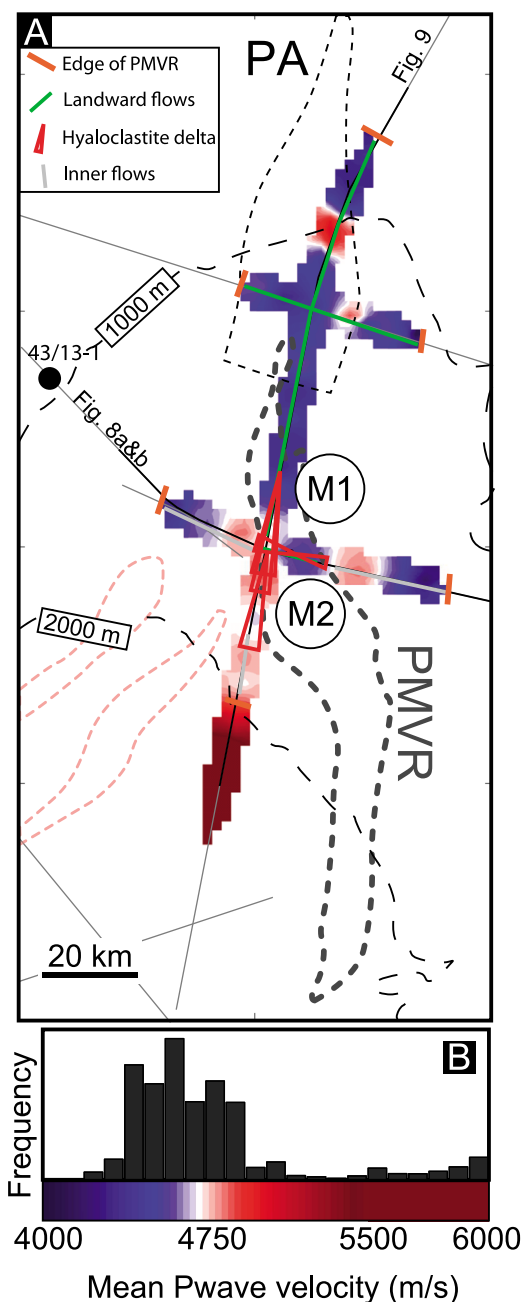 A
PA
Fig. 9
Edge of PMVR
Landward flows
Hyaloclastite delta
Inner flows
1000 m
43/13-1
Fig. 8a&b
M1
M2
2000 m
PMVR
20 km
B
Frequency
4000
4750
5500
6000
Mean Pwave velocity (m/s)